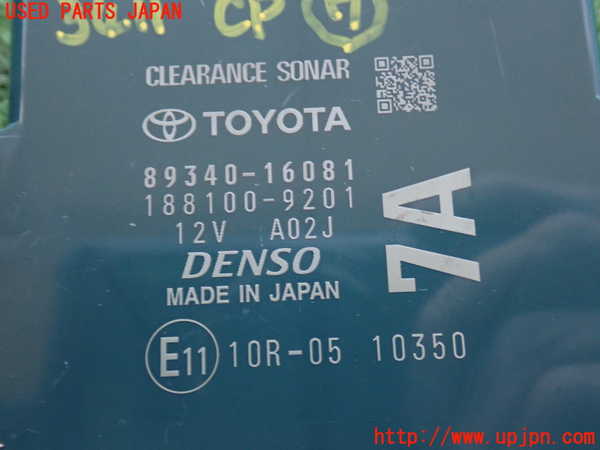 USED PARTS JAPAN
CP H
CLEARANCE SONAR
TOYOTA
89340-16081
188100-9201
12V A02J
DENSO
MADE IN JAPAN
7A
E11 10R-05 10350
http://www.upjpn.com/